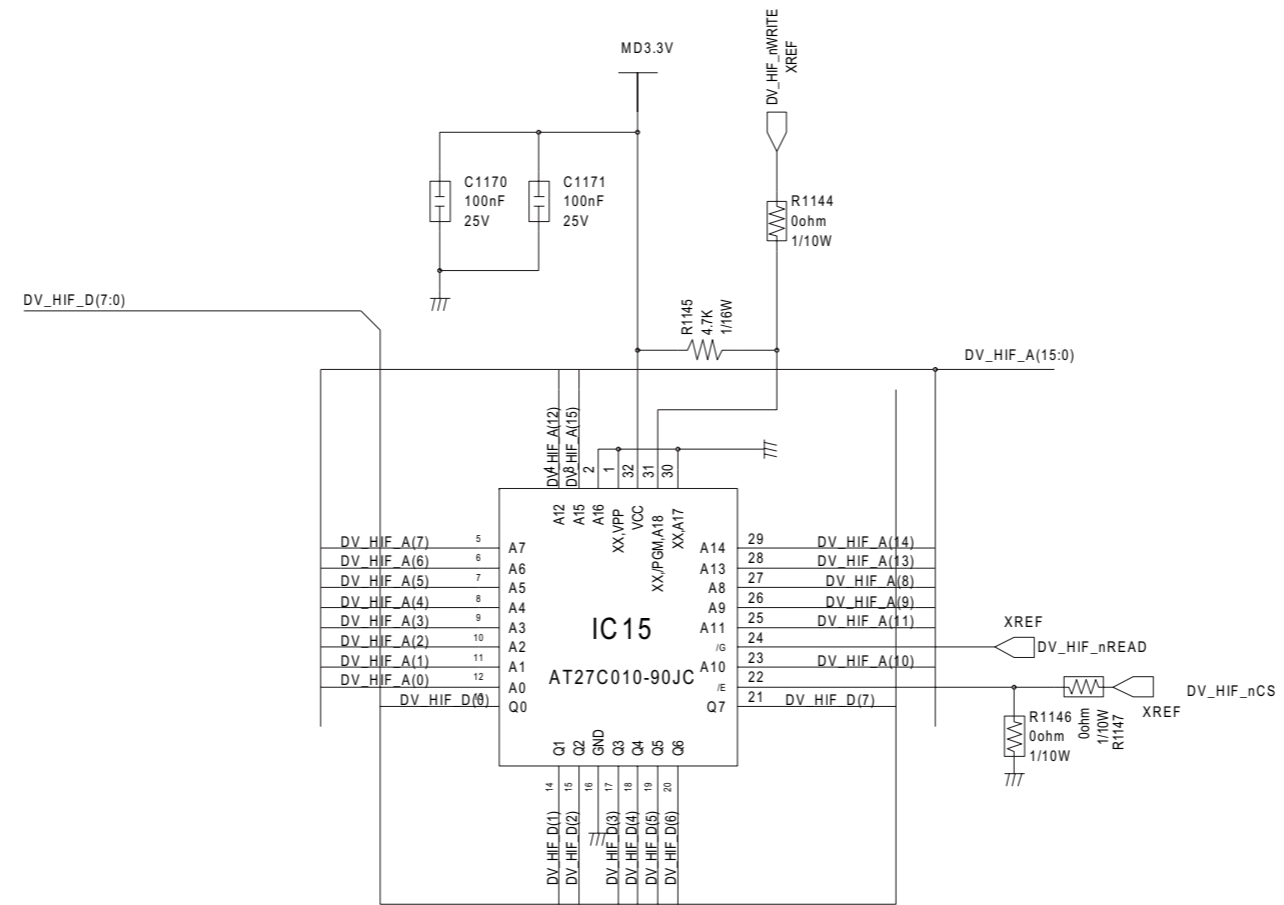 MD3.3V
DV_HIF_nWRITE
XREF
C1170
100nF
25V
C1171
100nF
25V
R1144
0ohm
1/10W
DV_HIF_D(7:0)
R1145
4.7K
1/16W
DV_HIF_A(15:0)
DV_HIF_A(12)
DV_HIF_A(15)
4
3
2
1
32
31
30
A12
A15
A16
XX,VPP
VCC
XX,/PGM,A18
XX,A17
DV_HIF_A(7) 5 A7
DV_HIF_A(6) 6 A6
DV_HIF_A(5) 7 A5
DV_HIF_A(4) 8 A4
DV_HIF_A(3) 9 A3
DV_HIF_A(2) 10 A2
DV_HIF_A(1) 11 A1
DV_HIF_A(0) 12 A0
DV_HIF_D(0) 13 Q0
IC15
AT27C010-90JC
A14 29 DV_HIF_A(14)
A13 28 DV_HIF_A(13)
A8 27 DV_HIF_A(8)
A9 26 DV_HIF_A(9)
A11 25 DV_HIF_A(11)
/G 24
XREF
DV_HIF_nREAD
A10 23 DV_HIF_A(10)
/E 22
DV_HIF_nCS
XREF
Q7 21 DV_HIF_D(7)
R1146
0ohm
1/10W
0ohm
1/10W
R1147
Q1
Q2
GND
Q3
Q4
Q5
Q6
14
15
16
17
18
19
20
DV_HIF_D(1)
DV_HIF_D(2)
DV_HIF_D(3)
DV_HIF_D(4)
DV_HIF_D(5)
DV_HIF_D(6)